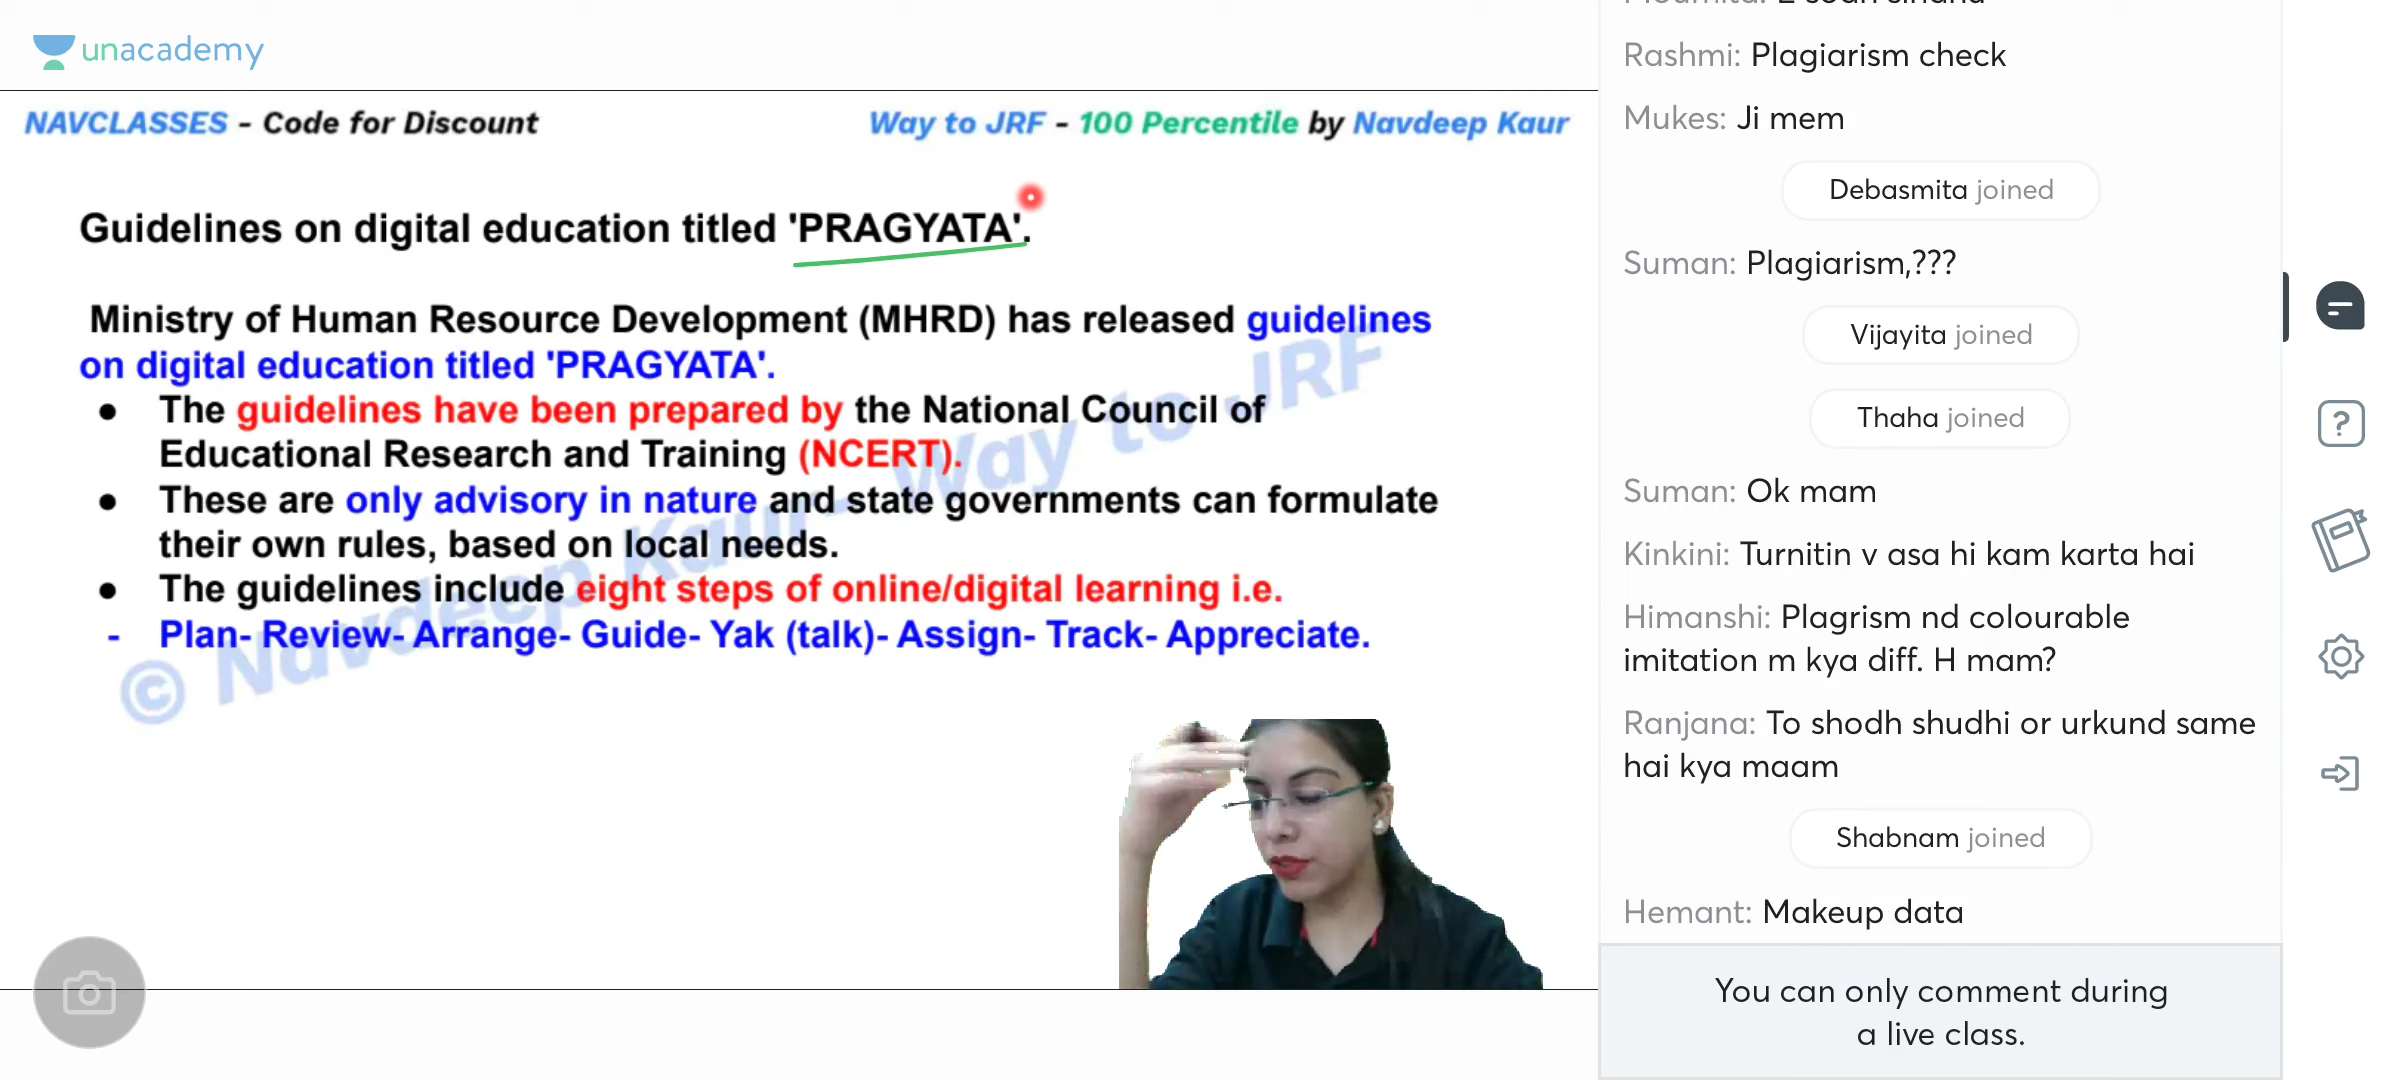 unacademy
NAVCLASSES - Code for Discount
Way to JRF - 100 Percentile by Navdeep Kaur
Guidelines on digital education titled 'PRAGYATA'.
Ministry of Human Resource Development (MHRD) has released guidelines
on digital education titled 'PRAGYATA'.
● The guidelines have been prepared by the National Council of
Educational Research and Training (NCERT).
● These are only advisory in nature and state governments can formulate
their own rules, based on local needs.
● The guidelines include eight steps of online/digital learning i.e.
- Plan- Review- Arrange- Guide- Yak (talk)- Assign- Track- Appreciate.
© Navdeep Kaur- Way to JRF
Rashmi: Plagiarism check
Mukes: Ji mem
Debasmita joined
Suman: Plagiarism,???
Vijayita joined
Thaha joined
Suman: Ok mam
Kinkini: Turnitin v asa hi kam karta hai
Himanshi: Plagrism nd colourable
imitation m kya diff. H mam?
Ranjana: To shodh shudhi or urkund same
hai kya maam
Shabnam joined
Hemant: Makeup data
You can only comment during
a live class.
?